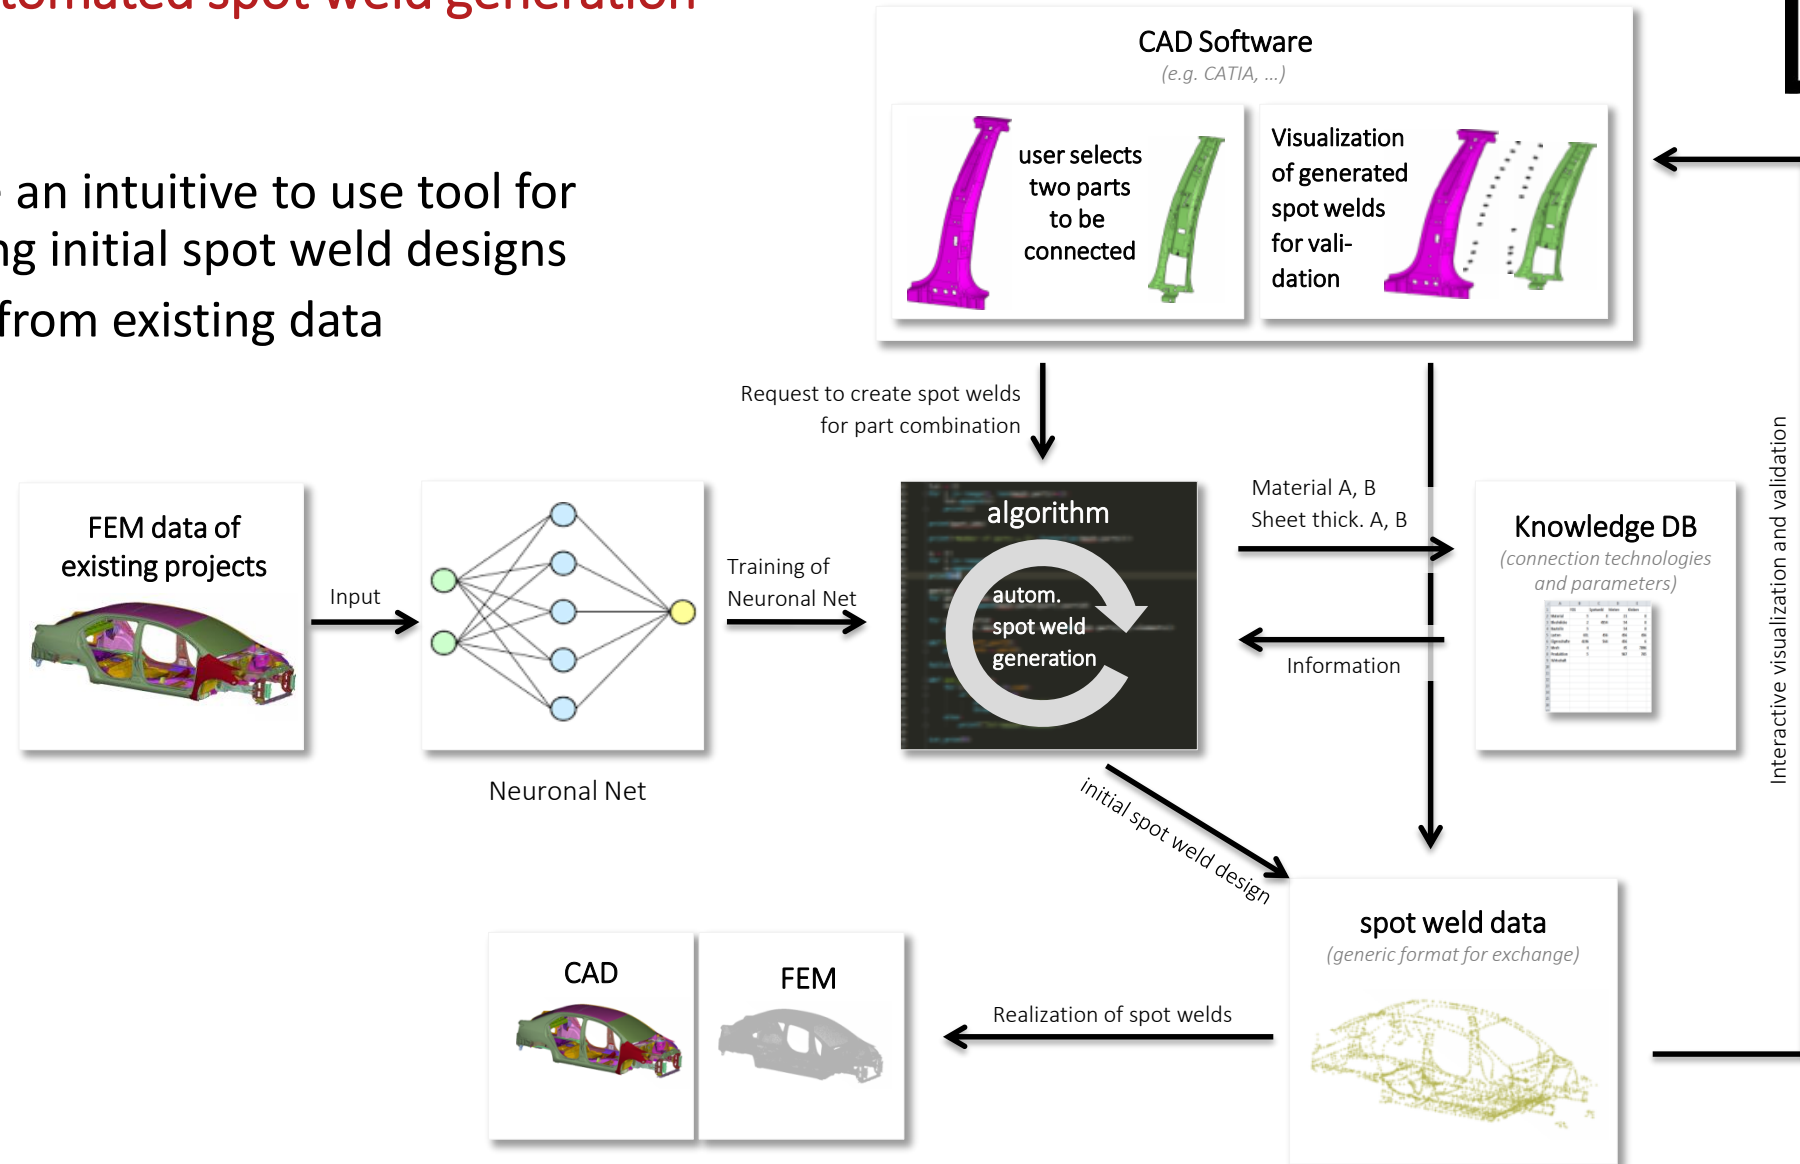 tomated spot weld generation
an intuitive to use tool for
ng initial spot weld designs
from existing data
CAD Software
(e.g. CATIA, ...)
user selects
two parts
to be
connected
Visualization
of generated
spot welds
for vali-
dation
Request to create spot welds
for part combination
Interactive visualization and validation
FEM data of
existing projects
Input
Neuronal Net
Training of
Neuronal Net
algorithm
autom.
spot weld
generation
Material A, B
Sheet thick. A, B
Information
Knowledge DB
(connection technologies
and parameters)
initial spot weld design
spot weld data
(generic format for exchange)
Realization of spot welds
CAD
FEM